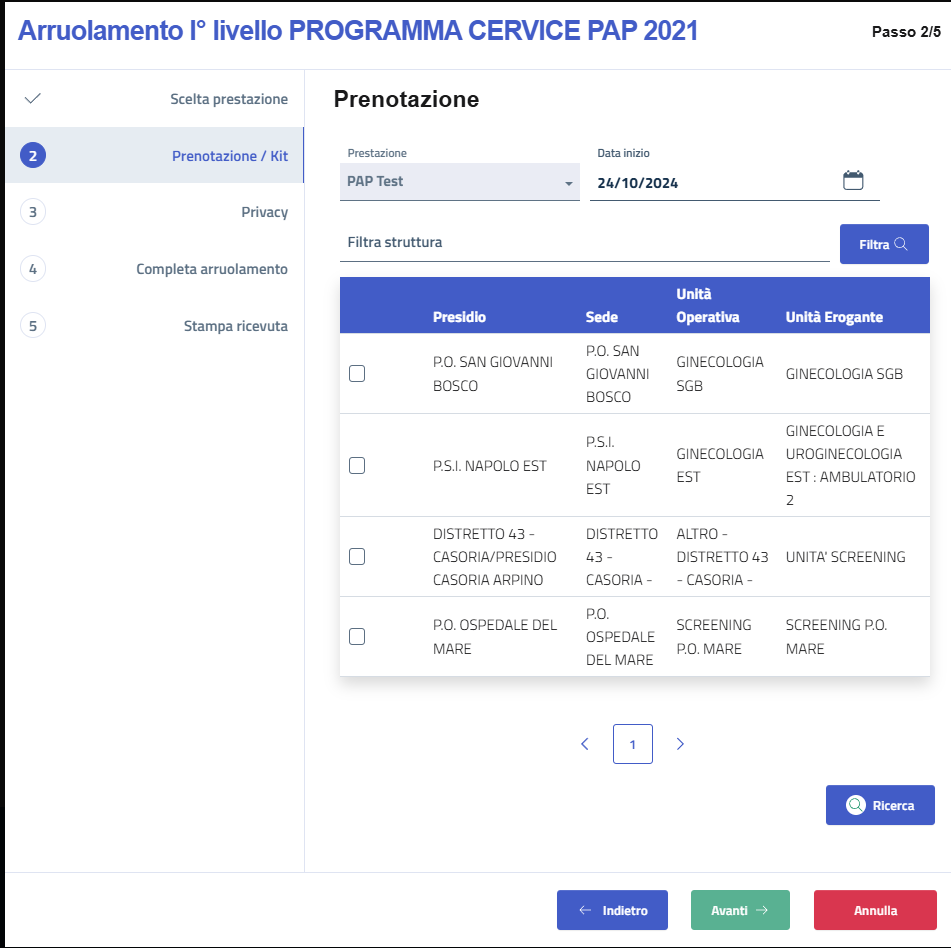 Arruolamento I° livello PROGRAMMA CERVICE PAP 2021
Passo 2/5
Scelta prestazione
2 Prenotazione / Kit
3 Privacy
4 Completa arruolamento
5 Stampa ricevuta
Prenotazione
Prestazione
PAP Test
Data inizio
24/10/2024
Filtra struttura
Filtra
Presidio
Sede
Unità
Operativa
Unità Erogante
P.O. SAN GIOVANNI
BOSCO
P.O. SAN
GIOVANNI
BOSCO
GINECOLOGIA
SGB
GINECOLOGIA SGB
P.S.I. NAPOLO EST
P.S.I.
NAPOLO
EST
GINECOLOGIA
EST
GINECOLOGIA E
UROGINECOLOGIA
EST : AMBULATORIO
2
DISTRETTO 43 -
CASORIA/PRESIDIO
CASORIA ARPINO
DISTRETTO
43 -
CASORIA -
ALTRO -
DISTRETTO 43
- CASORIA -
UNITA' SCREENING
P.O. OSPEDALE DEL
MARE
P.O.
OSPEDALE
DEL MARE
SCREENING
P.O. MARE
SCREENING P.O.
MARE
1
Ricerca
Indietro
Avanti
Annulla